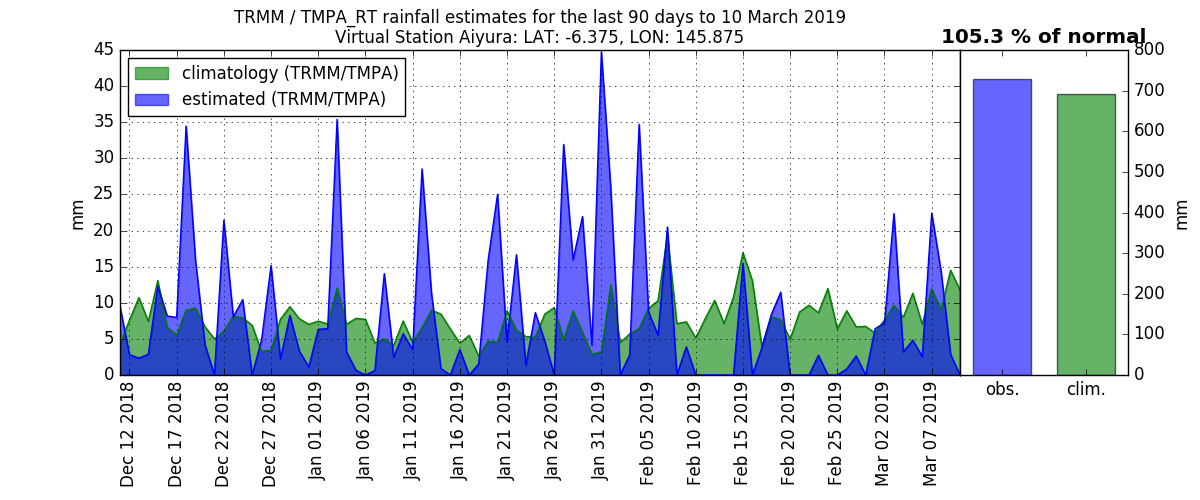 TRMM / TMPA_RT rainfall estimates for the last 90 days to 10 March 2019
Virtual Station Aiyura: LAT: -6.375, LON: 145.875
105.3 % of normal
climatology (TRMM/TMPA)
estimated (TRMM/TMPA)
mm
45
40
35
30
25
20
15
10
5
0
Dec 12 2018
Dec 17 2018
Dec 22 2018
Dec 27 2018
Jan 01 2019
Jan 06 2019
Jan 11 2019
Jan 16 2019
Jan 21 2019
Jan 26 2019
Jan 31 2019
Feb 05 2019
Feb 10 2019
Feb 15 2019
Feb 20 2019
Feb 25 2019
Mar 02 2019
Mar 07 2019
obs.
clim.
800
700
600
500
400
300
200
100
0
mm